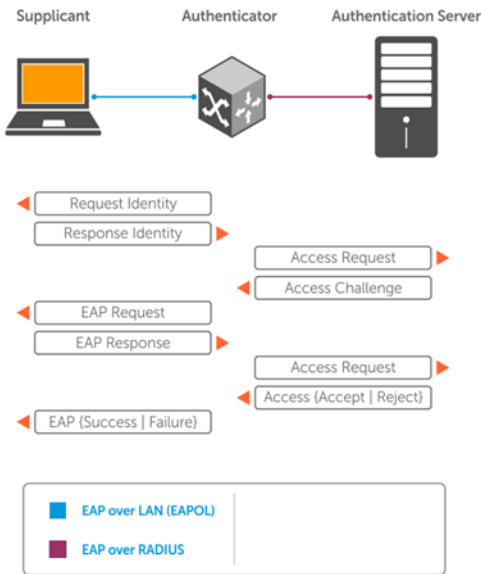 Supplicant
Authenticator
Authentication Server
Request Identity
Response Identity
Access Request
Access Challenge
EAP Request
EAP Response
Access Request
Access {Accept | Reject}
EAP {Success | Failure}
EAP over LAN (EAPOL)
EAP over RADIUS